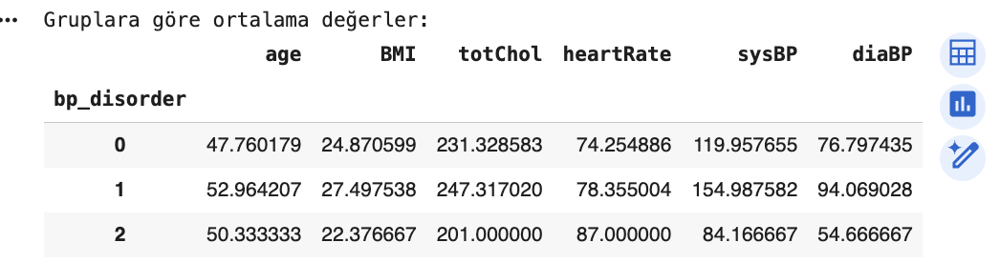 Gruplara göre ortalama değerler:
age BMI totChol heartRate sysBP diaBP
bp_disorder
0 47.760179 24.870599 231.328583 74.254886 119.957655 76.797435
1 52.964207 27.497538 247.317020 78.355004 154.987582 94.069028
2 50.333333 22.376667 201.000000 87.000000 84.166667 54.666667